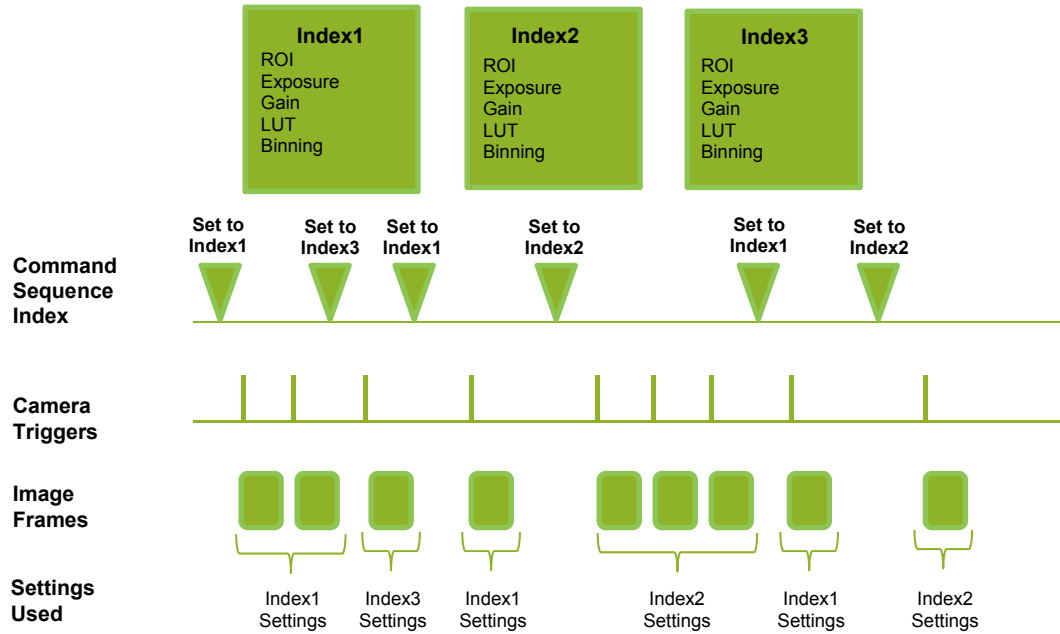 Index1
ROI
Exposure
Gain
LUT
Binning
Index2
ROI
Exposure
Gain
LUT
Binning
Index3
ROI
Exposure
Gain
LUT
Binning
Set to
Index1
Set to
Index3
Set to
Index1
Set to
Index2
Set to
Index1
Set to
Index2
Command
Sequence
Index
Camera
Triggers
Image
Frames
Settings
Used
Index1
Settings
Index3
Settings
Index1
Settings
Index2
Settings
Index1
Settings
Index2
Settings